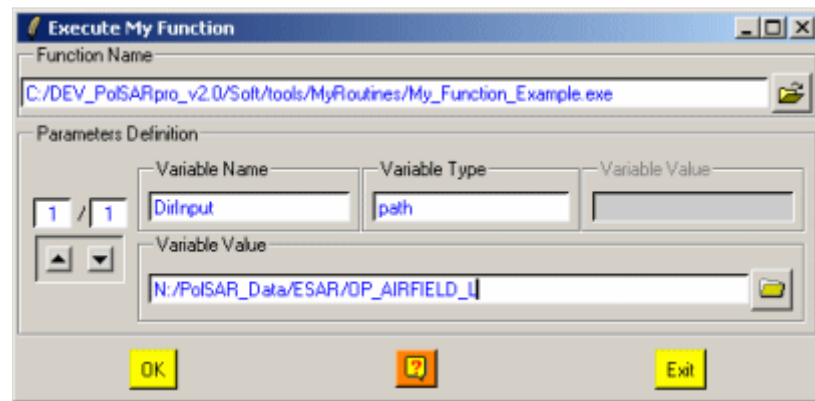 Execute My Function
Function Name
C:/DEV_PolSARpro_v2.0/Soft/tools/MyRoutines/My_Function_Example.exe
Parameters Definition
Variable Name Variable Type Variable Value
1 / 1 DirInput path
Variable Value
N:/PolSAR_Data/ESAR/OP_AIRFIELD_L
OK ? Exit